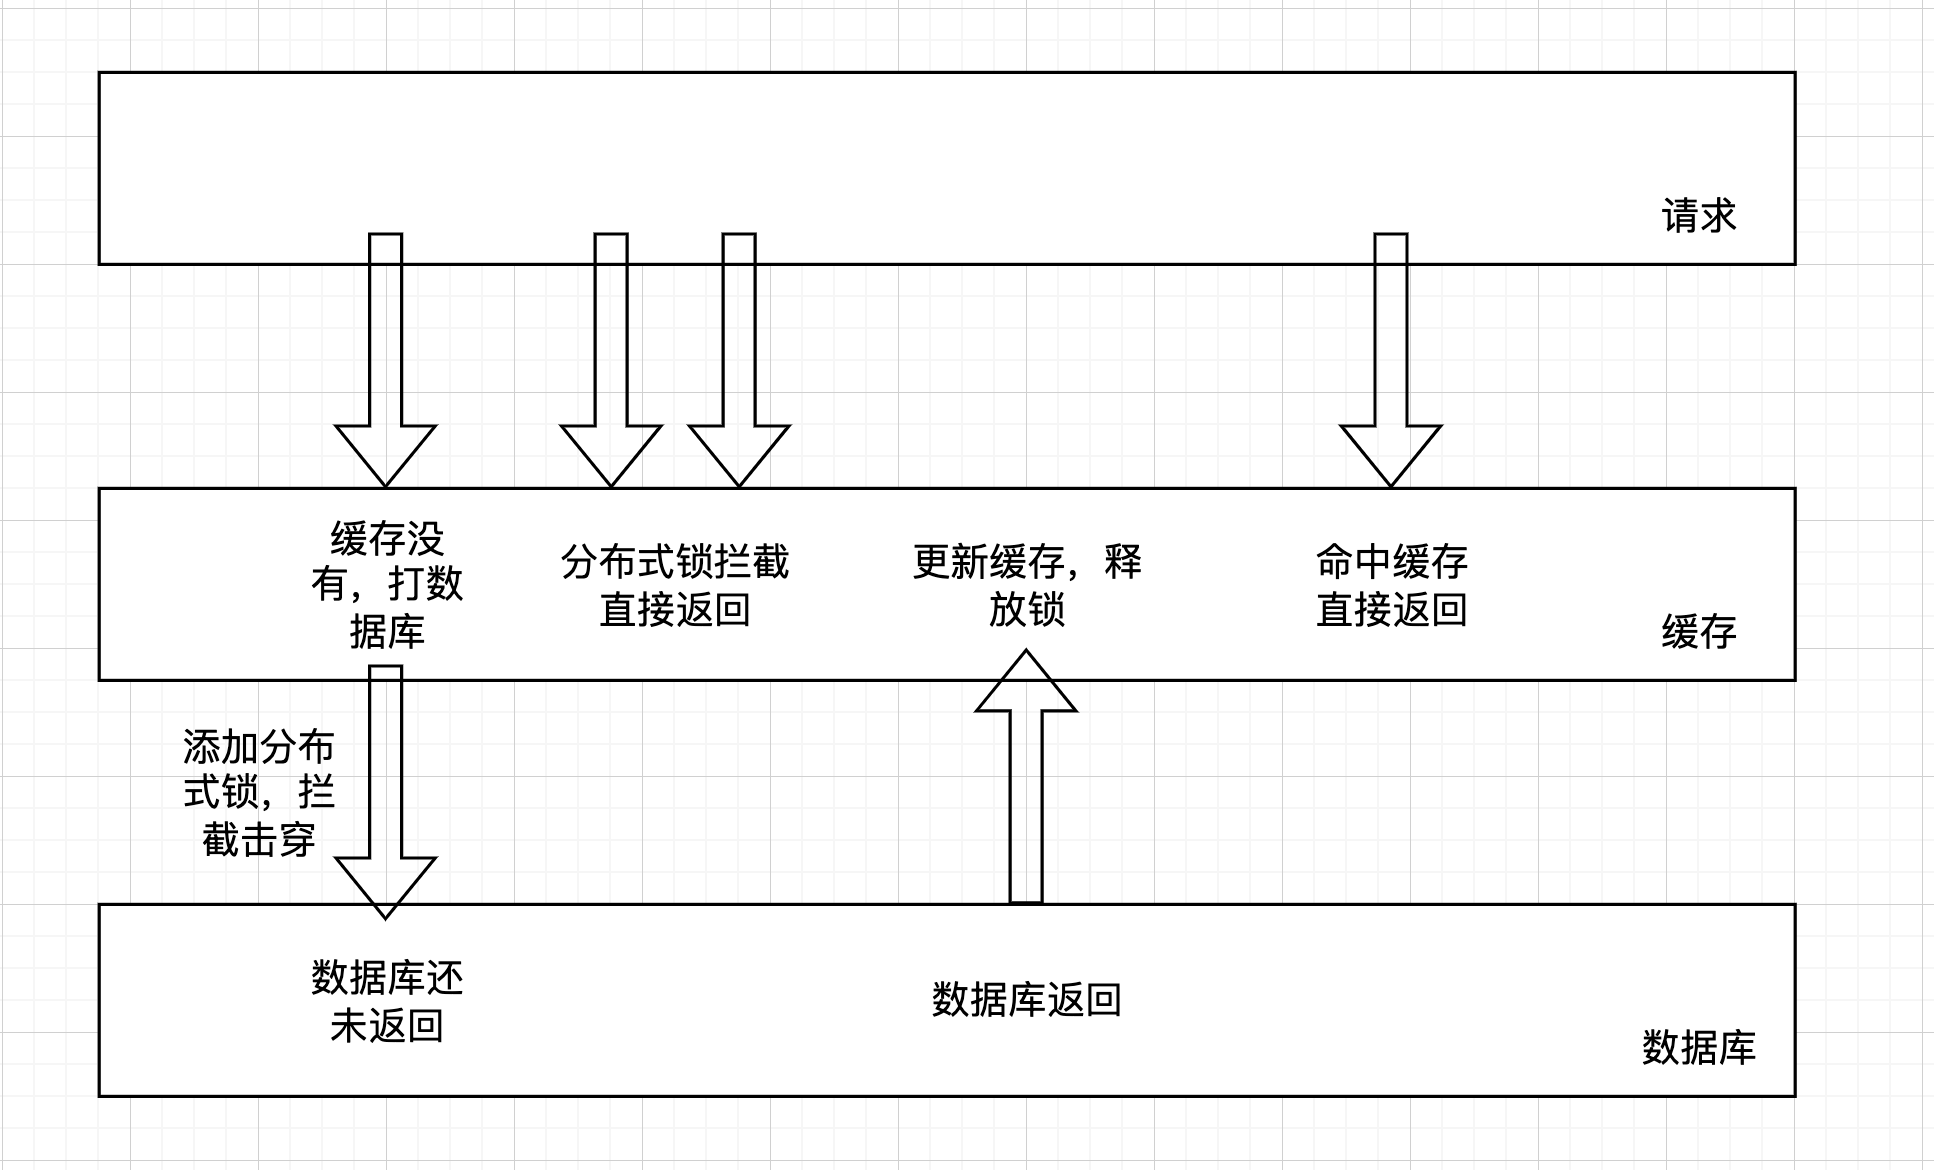 请求
缓存没
有，打数
据库
分布式锁拦截
直接返回
更新缓存，释
放锁
命中缓存
直接返回
缓存
添加分布
式锁，拦
截击穿
数据库还
未返回
数据库返回
数据库